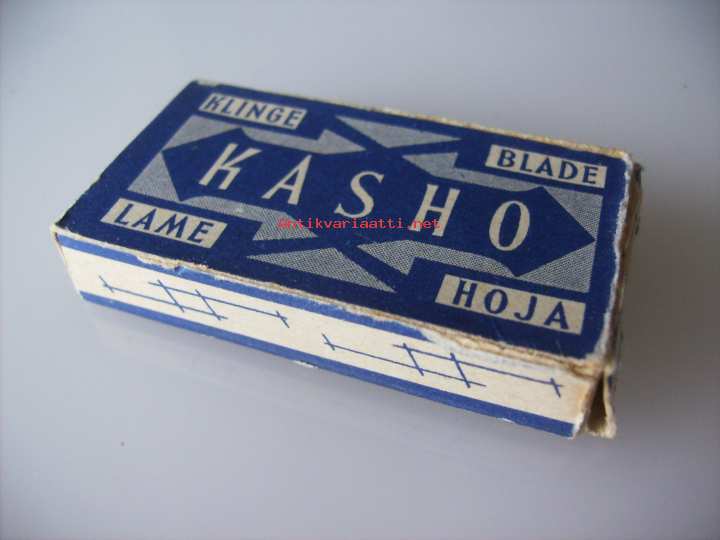 KLINGE
BLADE
KASHO
Antikvariaatti.net
LAME
HOJA